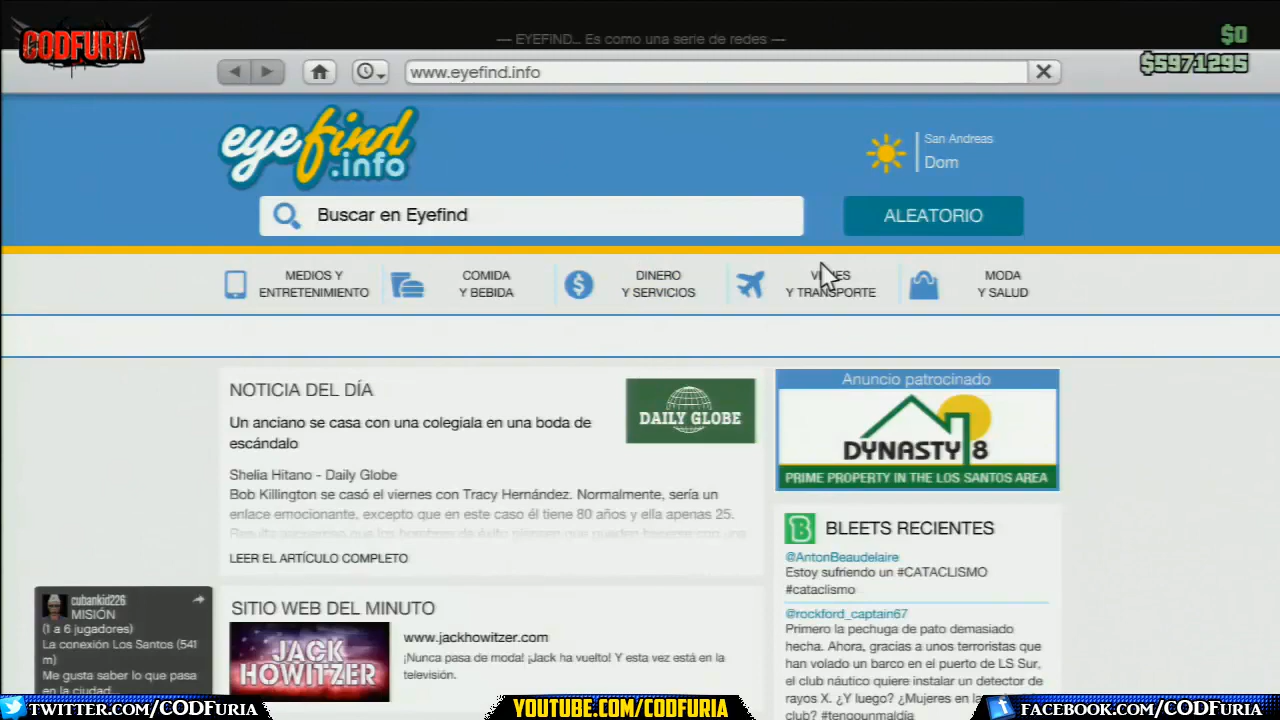 CODFURIA
— EYEFIND... Es como una serie de redes —
$0
$5971295
www.eyefind.info
eyefind
.info
San Andreas
Dom
Buscar en Eyefind
ALEATORIO
MEDIOS Y
ENTRETENIMIENTO
COMIDA
Y BEBIDA
DINERO
Y SERVICIOS
Y TRANSPORTE
MODA
Y SALUD
NOTICIA DEL DÍA
Un anciano se casa con una colegiala en una boda de
escándalo
Shelia Hitano - Daily Globe
Bob Killington se casó el viernes con Tracy Hernández. Normalmente, sería un
enlace emocionante, excepto que en este caso él tiene 80 años y ella apenas 25.
LEER EL ARTÍCULO COMPLETO
DAILY GLOBE
Anuncio patrocinado
DYNASTY 8
PRIME PROPERTY IN THE LOS SANTOS AREA
BLEETS RECIENTES
@AntonBeaudelaire
Estoy sufriendo un #CATACLISMO
#cataclismo
@rockford_captain67
Primero la pechuga de pato demasiado
hecha. Ahora, gracias a unos terroristas que
han volado un barco en el puerto de LS Sur,
el club náutico quiere instalar un detector de
rayos X. ¿Y luego? ¿Mujeres en la
club? #tengounmaldía
SITIO WEB DEL MINUTO
JACK
HOWITZER
www.jackhowitzer.com
¡Nunca pasa de moda! ¡Jack ha vuelto! Y esta vez está en la
televisión.
cubankid226
MISIÓN
(1 a 6 jugadores)
La conexión Los Santos (541
m)
Me gusta saber lo que pasa
en la ciudad...
TWITTER.COM/CODFURIA
YOUTUBE.COM/CODFURIA
FACEBOOK.COM/CODFURIA